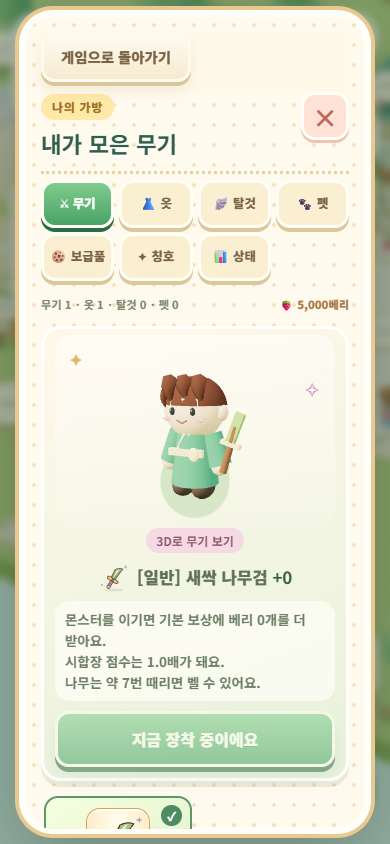 게임으로 돌아가기
나의 가방
내가 모은 무기
무기
옷
탈것
펫
보급품
칭호
상태
무기 1 · 옷 1 · 탈것 0 · 펫 0
5,000베리
3D로 무기 보기
[일반] 새싹 나무검 +0
몬스터를 이기면 기본 보상에 베리 0개를 더
받아요.
시합장 점수는 1.0배가 돼요.
나무는 약 7번 때리면 벨 수 있어요.
지금 장착 중이에요